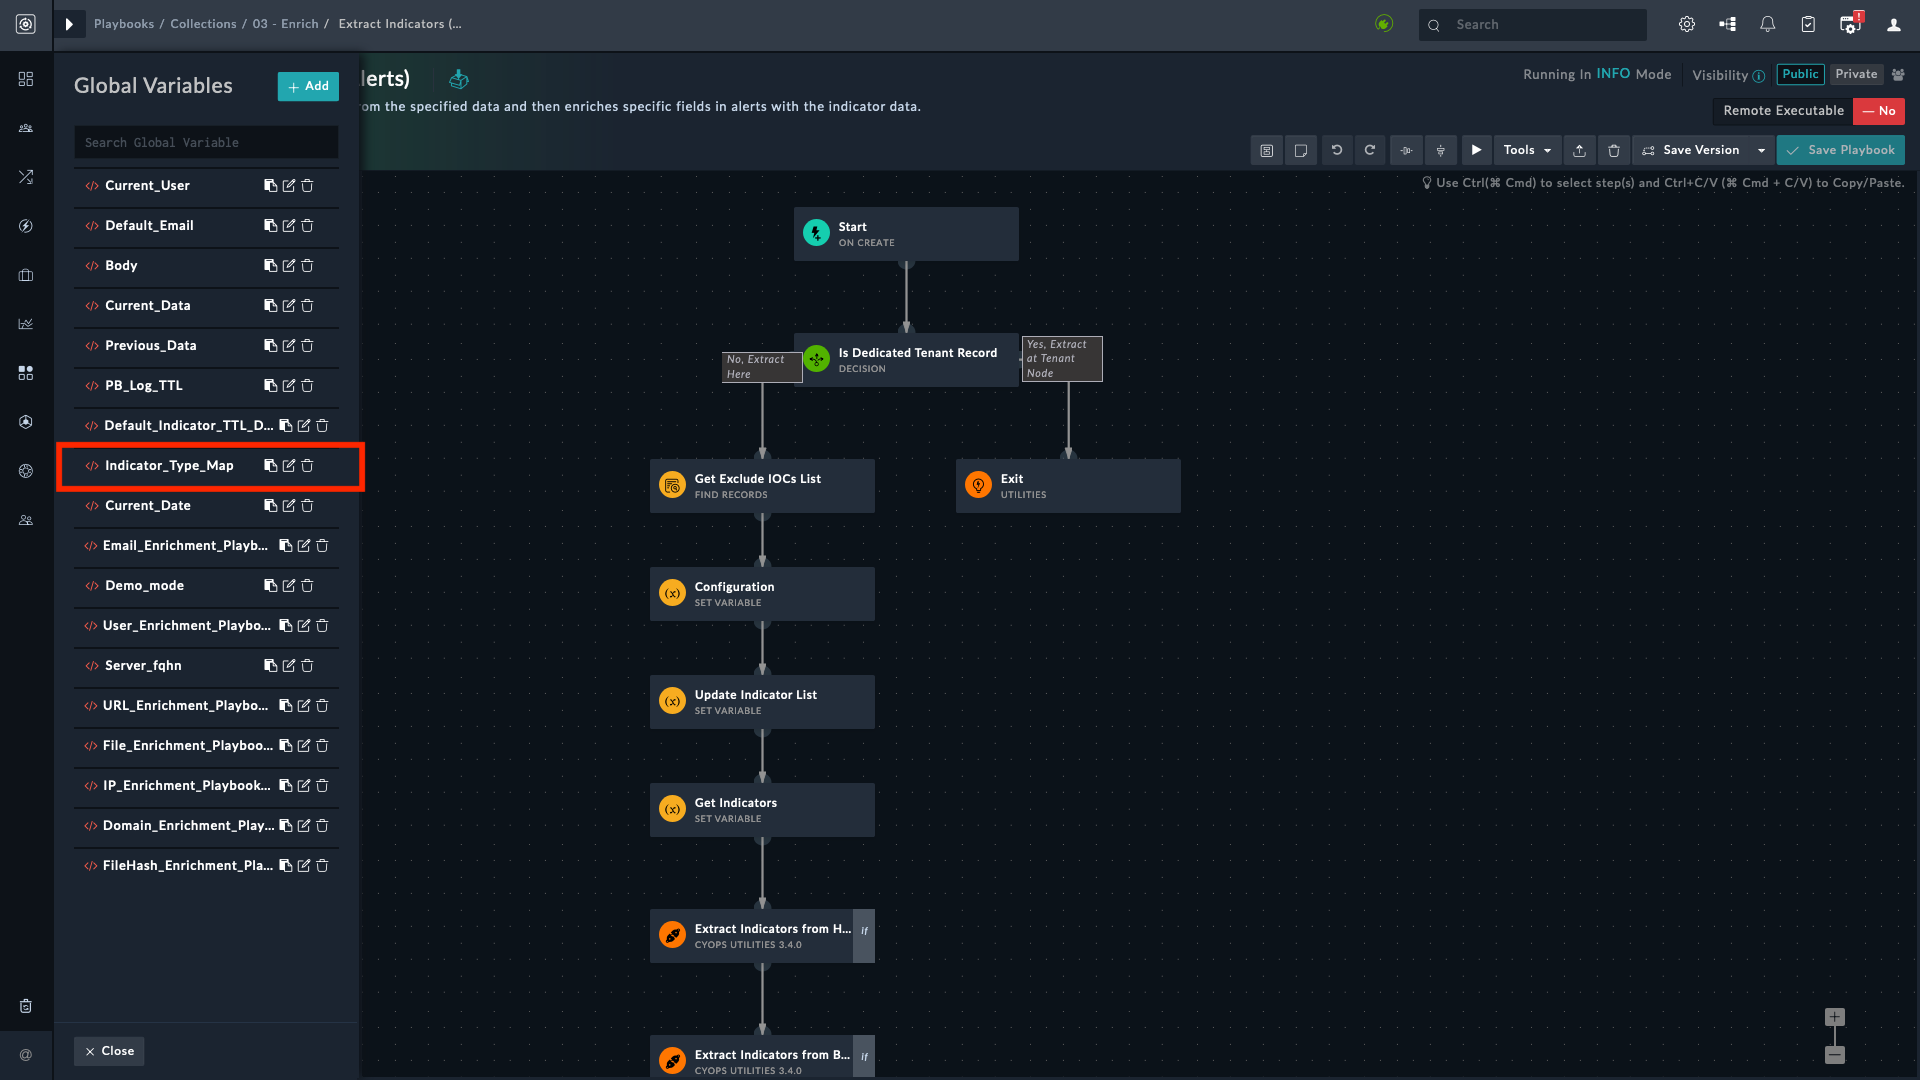 Playbooks / Collections / 03 - Enrich / Extract Indicators (...
Search
Global Variables
+ Add
Search Global Variable
</> Current_User
</> Default_Email
</> Body
</> Current_Data
</> Previous_Data
</> PB_Log_TTL
</> Default_Indicator_TTL_D...
</> Indicator_Type_Map
</> Current_Date
</> Email_Enrichment_Playb...
</> Demo_mode
</> User_Enrichment_Playbo...
</> Server_fqhn
</> URL_Enrichment_Playbo...
</> File_Enrichment_Playboo...
</> IP_Enrichment_Playbook...
</> Domain_Enrichment_Play...
</> FileHash_Enrichment_Pla...
× Close
@
lerts)
om the specified data and then enriches specific fields in alerts with the indicator data.
Running In INFO Mode
Visibility
Public
Private
Remote Executable
— No
Tools
Save Version
Save Playbook
Use Ctrl(⌘ Cmd) to select step(s) and Ctrl+C/V (⌘ Cmd + C/V) to Copy/Paste.
Start
ON CREATE
Is Dedicated Tenant Record
DECISION
No, Extract
Here
Yes, Extract
at Tenant
Node
Get Exclude IOCs List
FIND RECORDS
Exit
UTILITIES
(x) Configuration
SET VARIABLE
(x) Update Indicator List
SET VARIABLE
(x) Get Indicators
SET VARIABLE
Extract Indicators from H...
CYOPS UTILITIES 3.4.0
if
Extract Indicators from B...
CYOPS UTILITIES 3.4.0
if